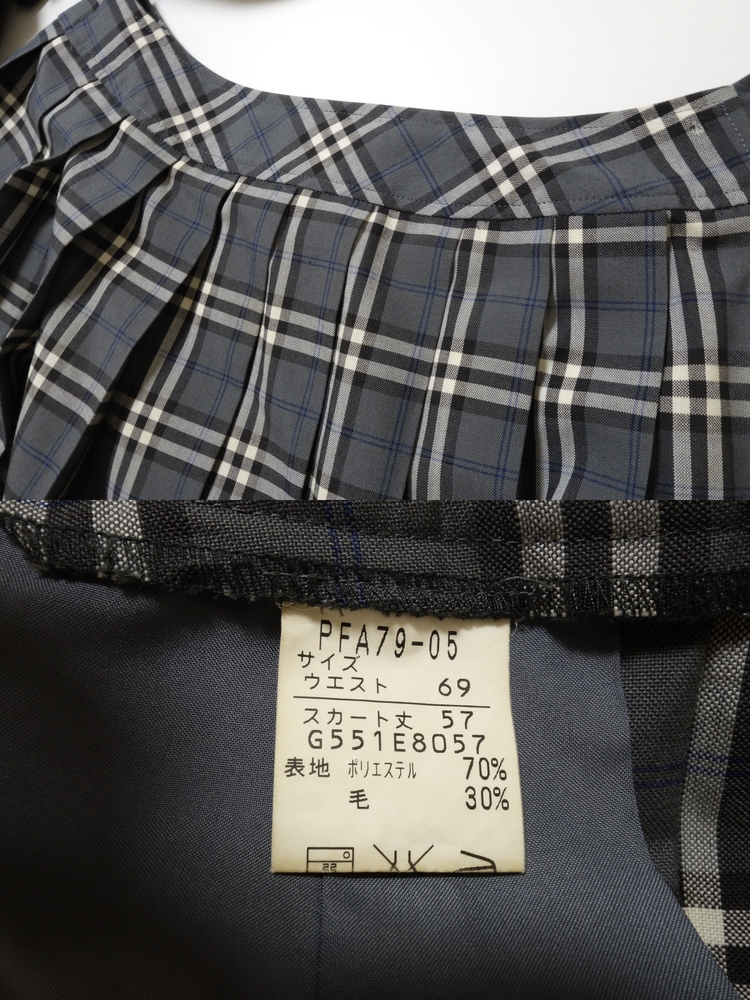 PFA79-05
サイズ
ウエスト 69
スカート丈 57
G551E8057
表地 ポリエステル 70%
毛 30%